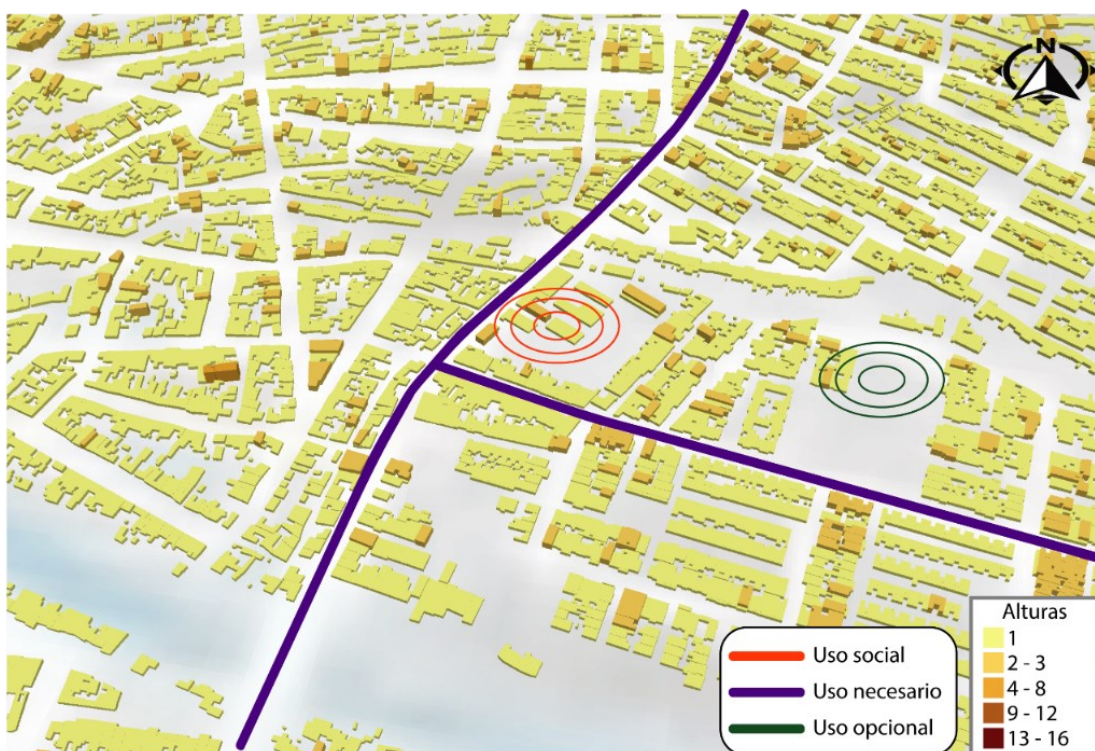 N
Uso social
Uso necesario
Uso opcional
Alturas
1
2 - 3
4 - 8
9 - 12
13 - 16